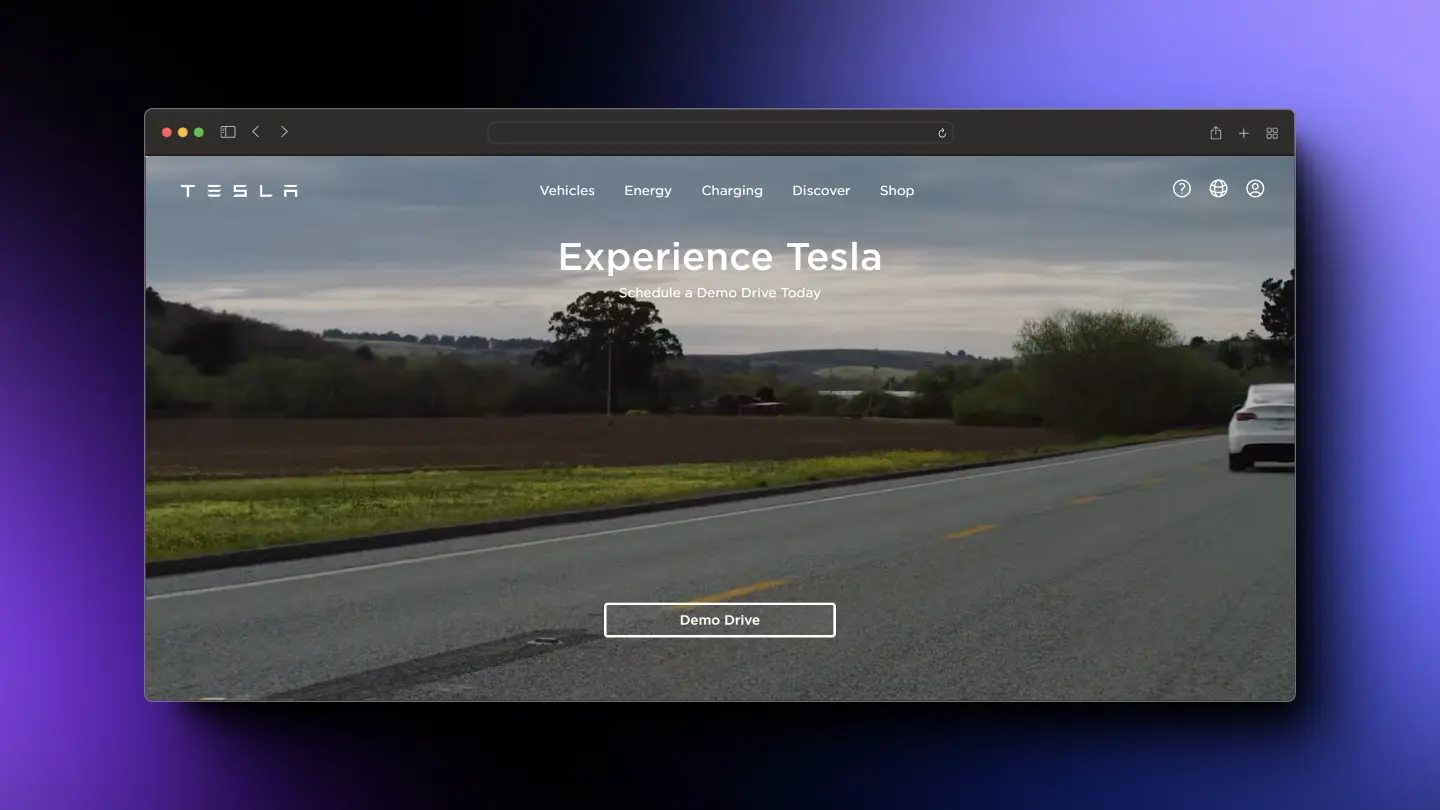 TESLA
Vehicles Energy Charging Discover Shop
Experience Tesla
Schedule a Demo Drive Today
Demo Drive